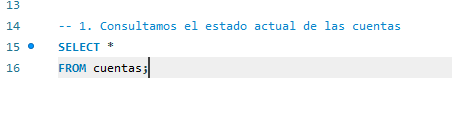 13
14 -- 1. Consultamos el estado actual de las cuentas
15 SELECT *
16 FROM cuentas;